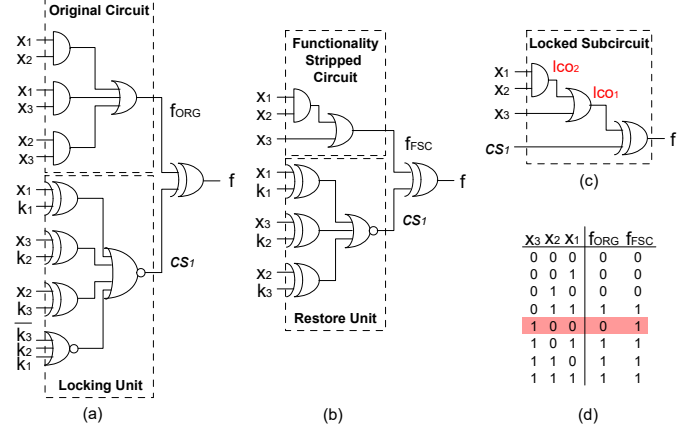 Original Circuit
x1
x2
x1
x3
x2
x3
fORG
f
x1
k1
x3
k2
x2
k3
CS1
k3
k2
k1
Locking Unit
(a)
Functionality
Stripped
Circuit
x1
x2
x3
fFSC
f
x1
k1
x3
k2
x2
k3
CS1
Restore Unit
(b)
Locked Subcircuit
x1
x2
lco2
lco1
x3
CS1
f
(c)
x3 x2 x1 fORG fFSC
0 0 0 0 0
0 0 1 0 0
0 1 0 0 0
0 1 1 1 1
1 0 0 0 1
1 0 1 1 1
1 1 0 1 1
1 1 1 1 1
(d)